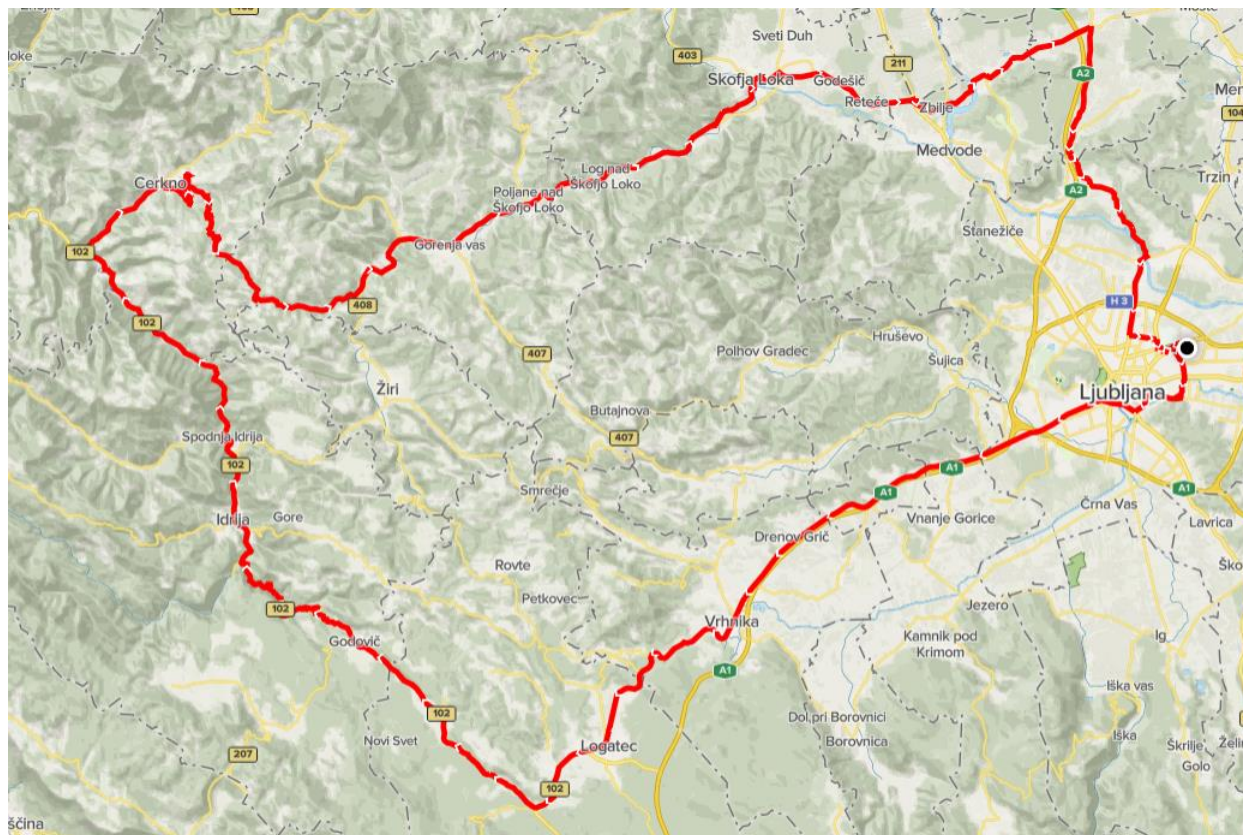 Sveti Duh
loke
403
211
Škofja Loka
Godešič
A2
Reteče
Zbilje
104
Medvode
Log nad
Škofjo Loko
Trzin
Cerkno
Poljane nad
Škofjo Loko
A2
Stanežiče
102
Gorenja vas
H 3
408
102
Hruševo
Polhov Gradec
Šujica
407
Žiri
Ljubljana
Butajnova
407
Spodnja Idrija
102
A1
Smrečje
A1
A1
Idrija
Gore
Vnanje Gorice
Črna Vas
Lavrica
Drenov Grič
Rovte
Petkovec
102
Jezero
Vrhnika
Godovič
Kamnik pod
Krimom
Ig
A1
Iška vas
102
Dol pri Borovnici
Iška
Novi Svet
Logatec
Borovnica
Škrilje
207
Golo
102